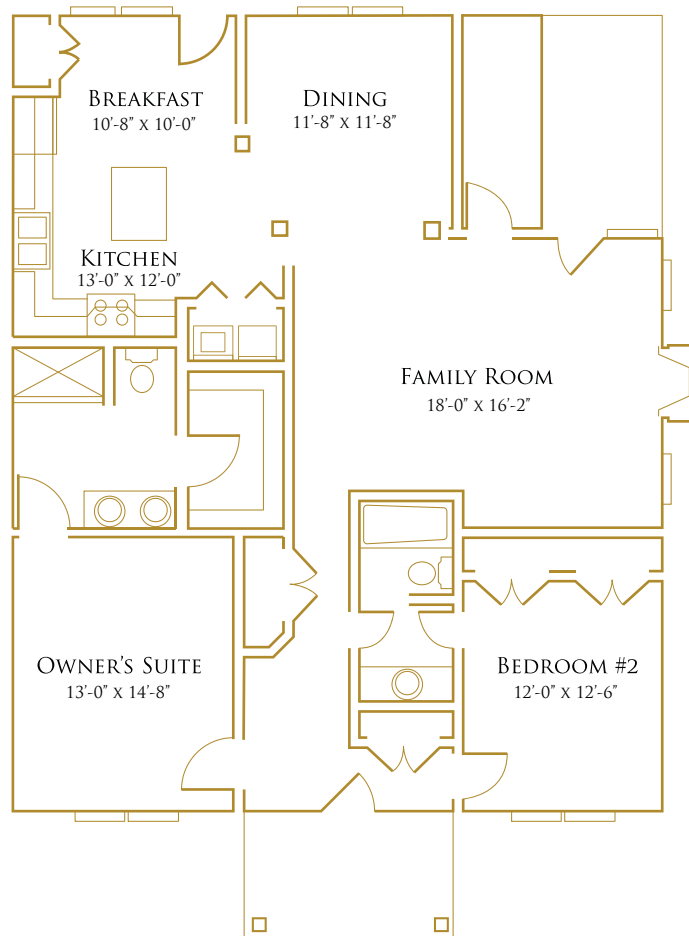 BREAKFAST
10'-8" X 10'-0"
DINING
11'-8" X 11'-8"
KITCHEN
13'-0" X 12'-0"
FAMILY ROOM
18'-0" X 16'-2"
OWNER'S SUITE
13'-0" X 14'-8"
BEDROOM #2
12'-0" X 12'-6"